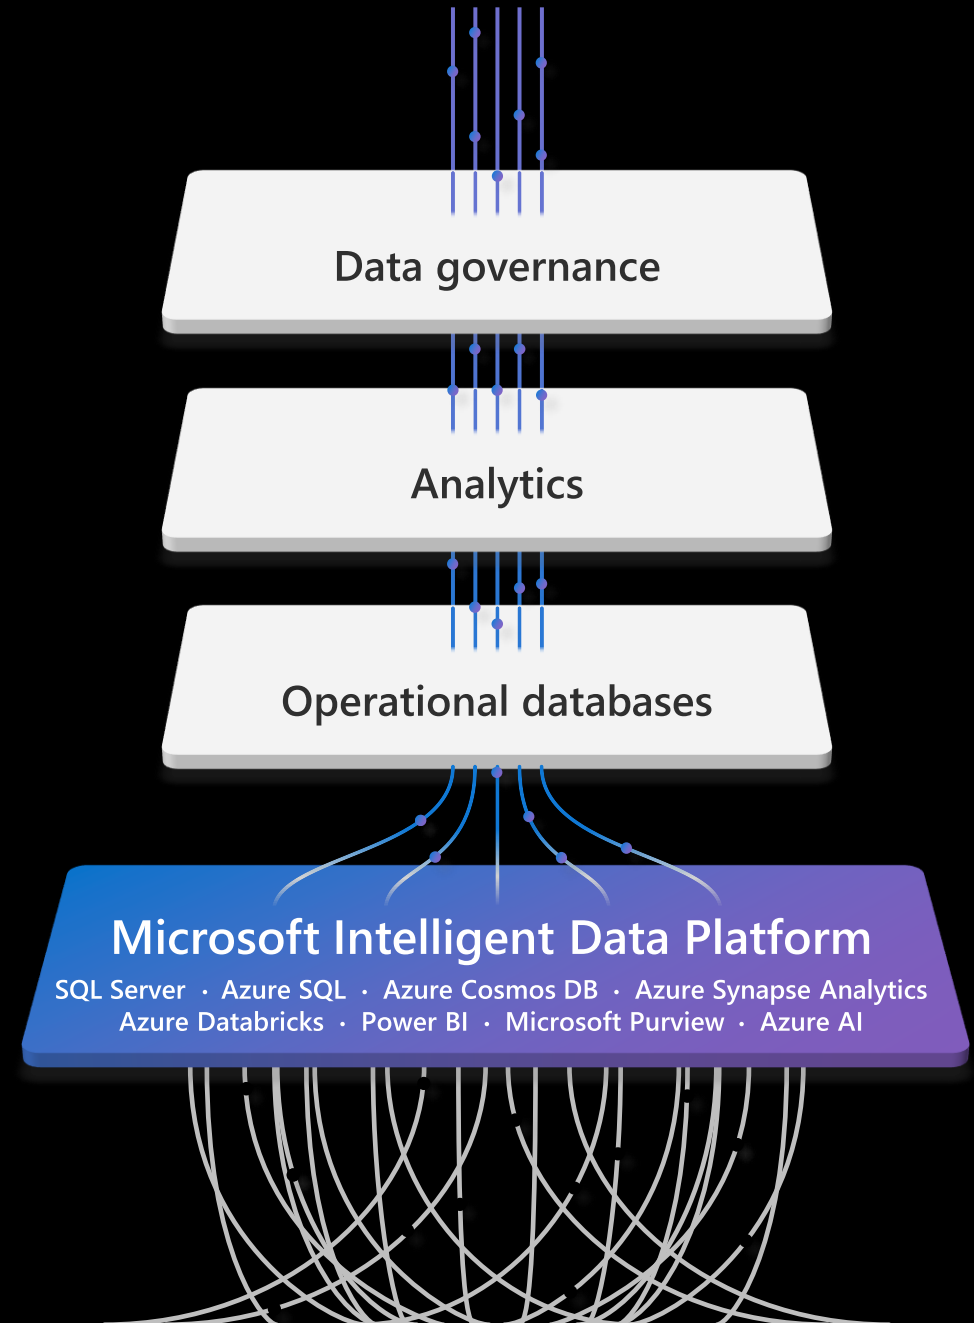 Data governance
Analytics
Operational databases
Microsoft Intelligent Data Platform
SQL Server · Azure SQL · Azure Cosmos DB · Azure Synapse Analytics
Azure Databricks · Power BI · Microsoft Purview · Azure AI